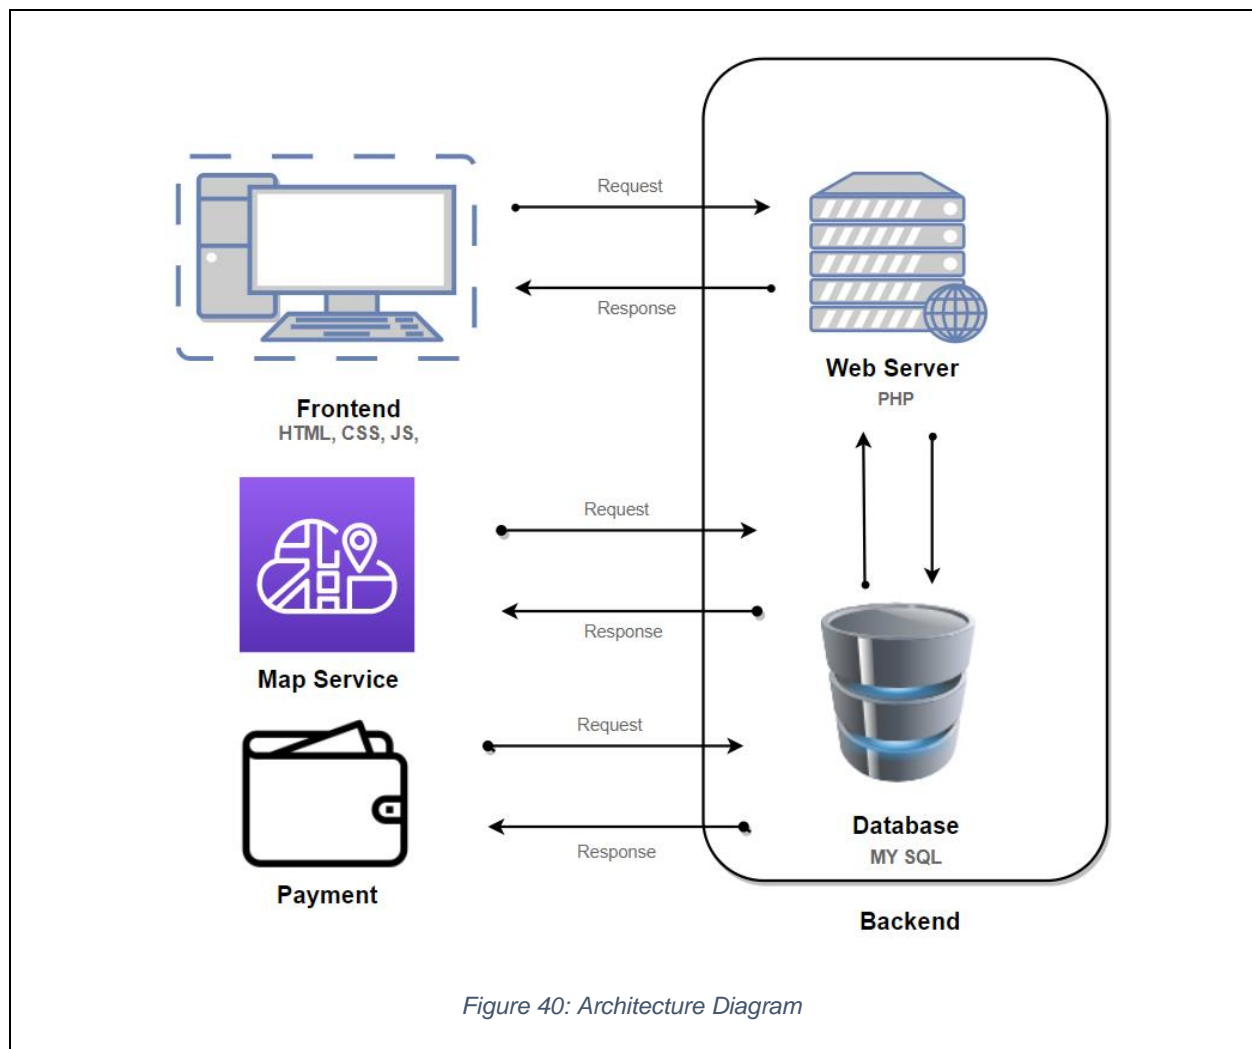 Request
Response
Web Server
PHP
Frontend
HTML, CSS, JS,
Request
Response
Map Service
Request
Response
Database
MY SQL
Payment
Backend
Figure 40: Architecture Diagram